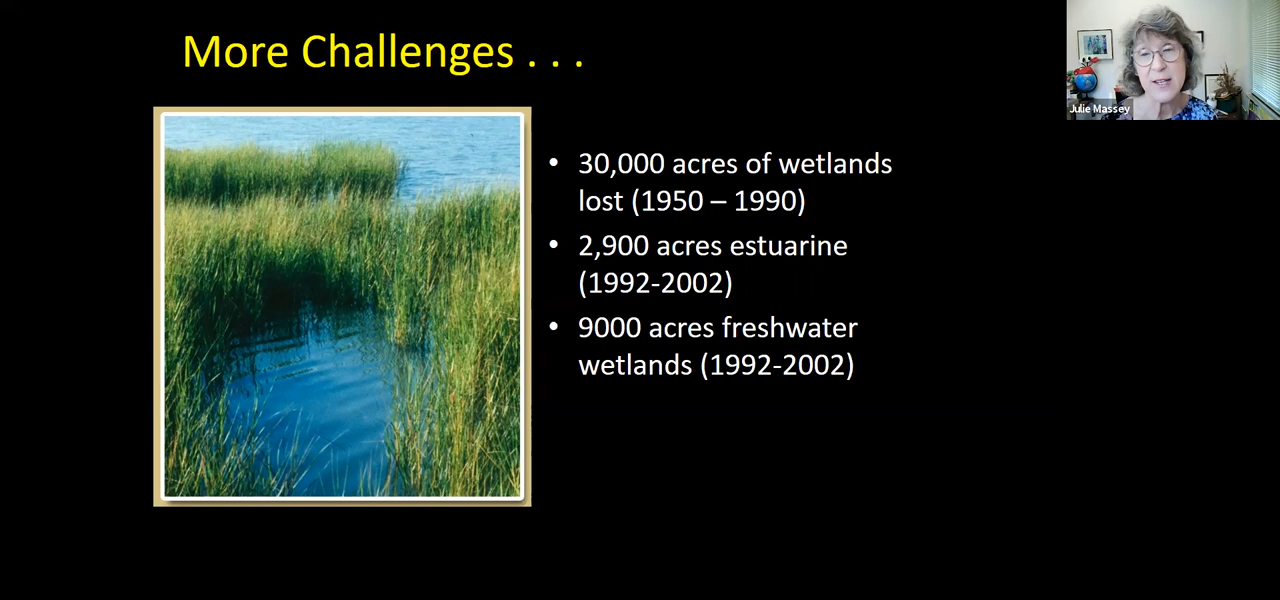 More Challenges . . .
Julie Massey
• 30,000 acres of wetlands
lost (1950 – 1990)
• 2,900 acres estuarine
(1992-2002)
• 9000 acres freshwater
wetlands (1992-2002)